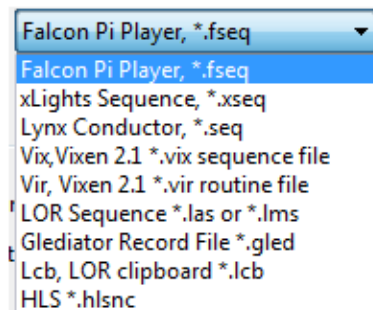 Falcon Pi Player, *.fseq
Falcon Pi Player, *.fseq
xLights Sequence, *.xseq
Lynx Conductor, *.seq
Vix,Vixen 2.1 *.vix sequence file
Vir, Vixen 2.1 *.vir routine file
LOR Sequence *.las or *.lms
Glediator Record File *.gled
Lcb, LOR clipboard *.lcb
HLS *.hlsnc